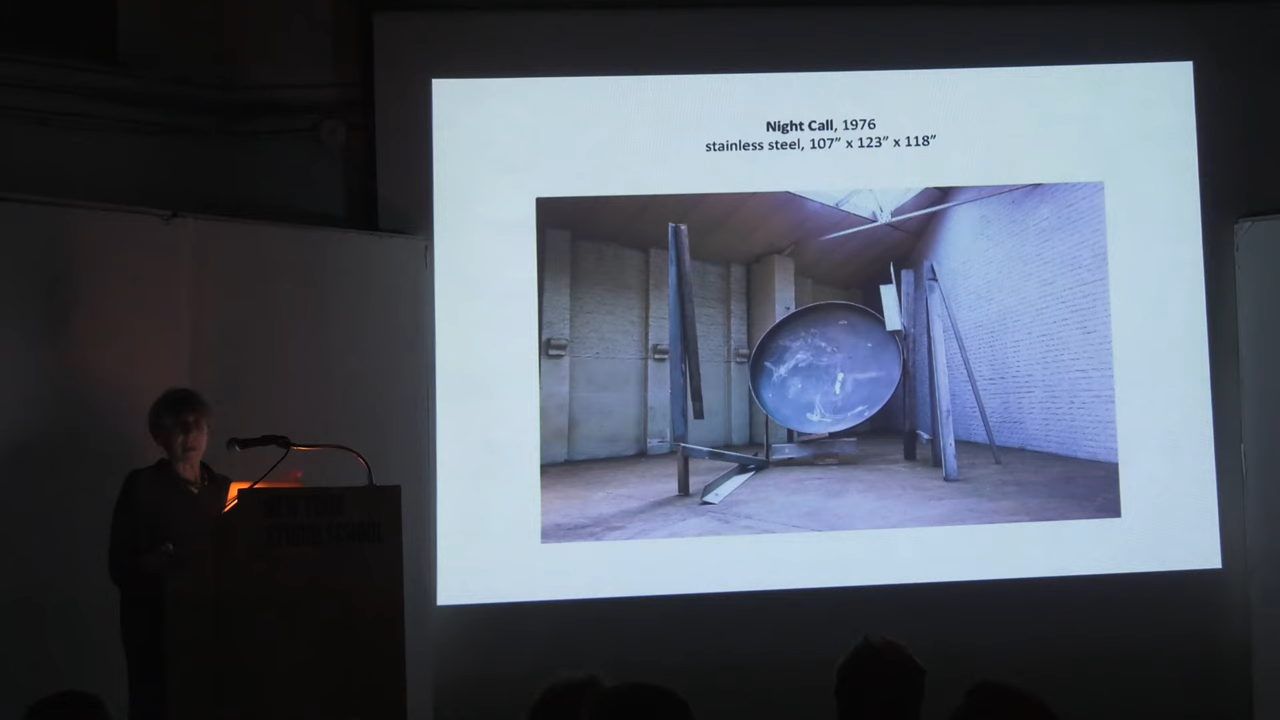 Night Call, 1976
stainless steel, 107” x 123” x 118”
NEW YORK
STUDIO SCHOOL